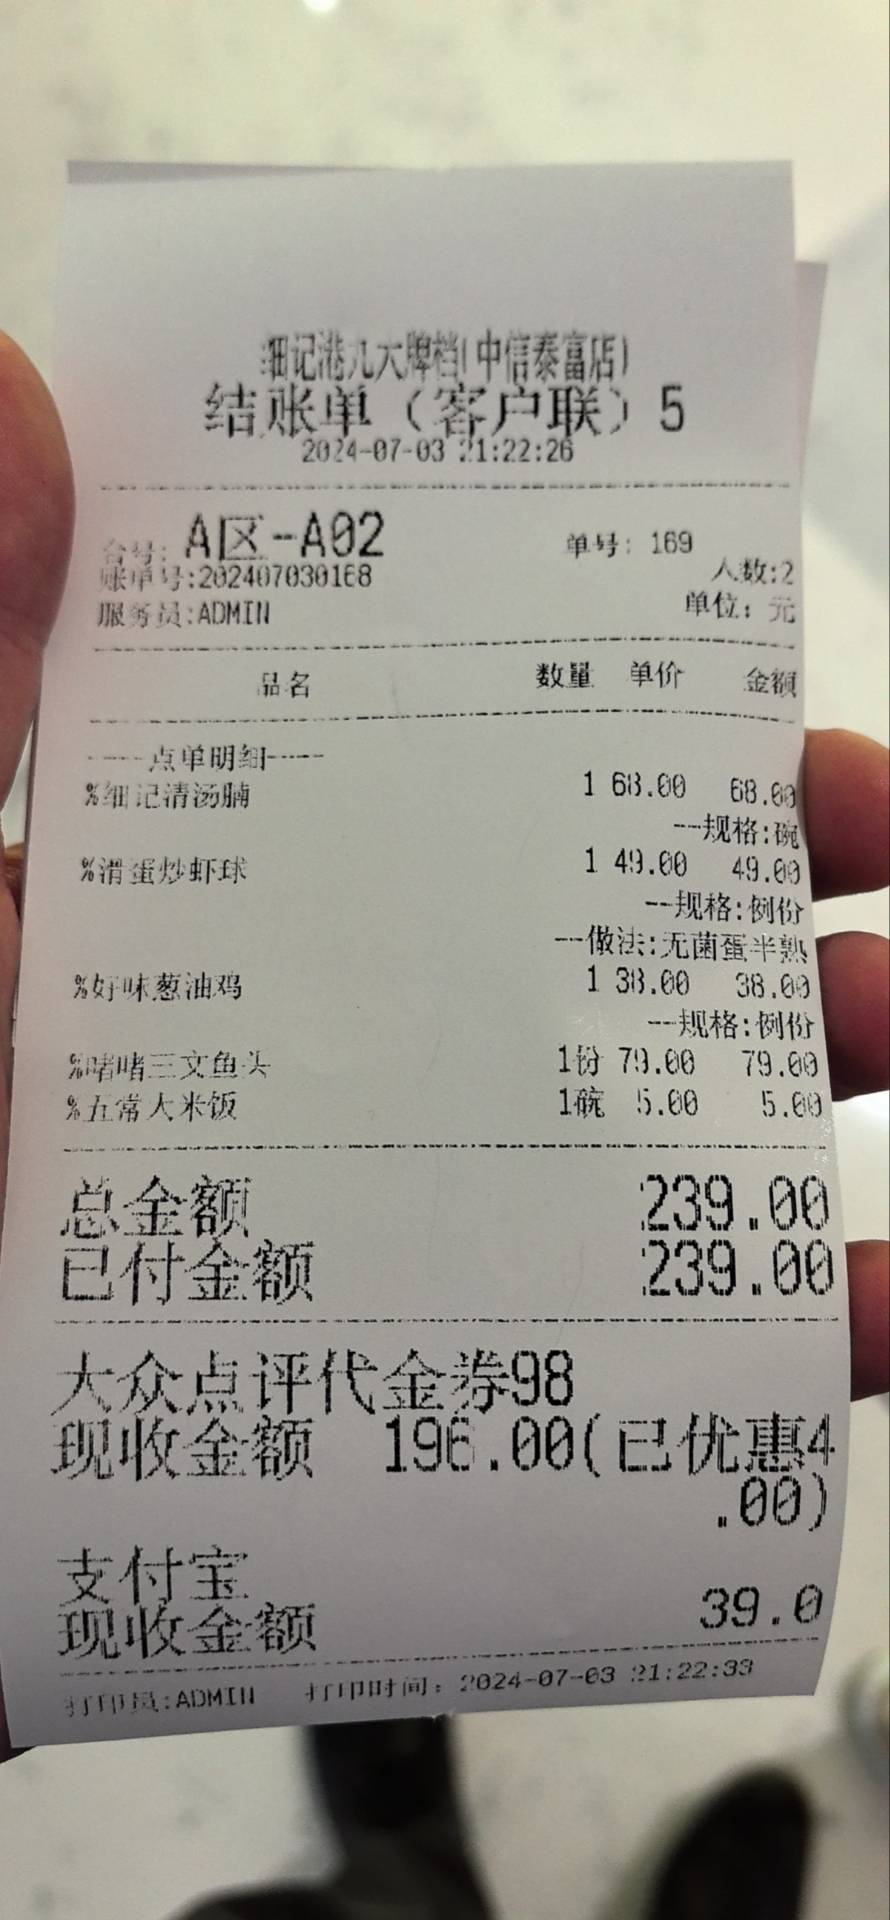 细记港九大牌档(中信泰富店)
结账单（客户联）5
2024-07-03 21:22:26
台号: A区-A02 单号: 169
账单号:202407030168 人数:2
服务员:ADMIN 单位: 元
品名 数量 单价 金额
-----点单明细-----
%细记清汤腩 1 68.00 68.00
--规格:碗
%滑蛋炒虾球 1 49.00 49.00
--规格:例份
--做法:无菌蛋半熟
%好味葱油鸡 1 38.00 38.00
--规格:例份
%啫啫三文鱼头 1份 79.00 79.00
%五常大米饭 1碗 5.00 5.00
总金额 239.00
已付金额 239.00
大众点评代金券98
现收金额 196.00(已优惠4
.00)
支付宝
现收金额 39.0
打印员:ADMIN 打印时间: 2024-07-03 21:22:33